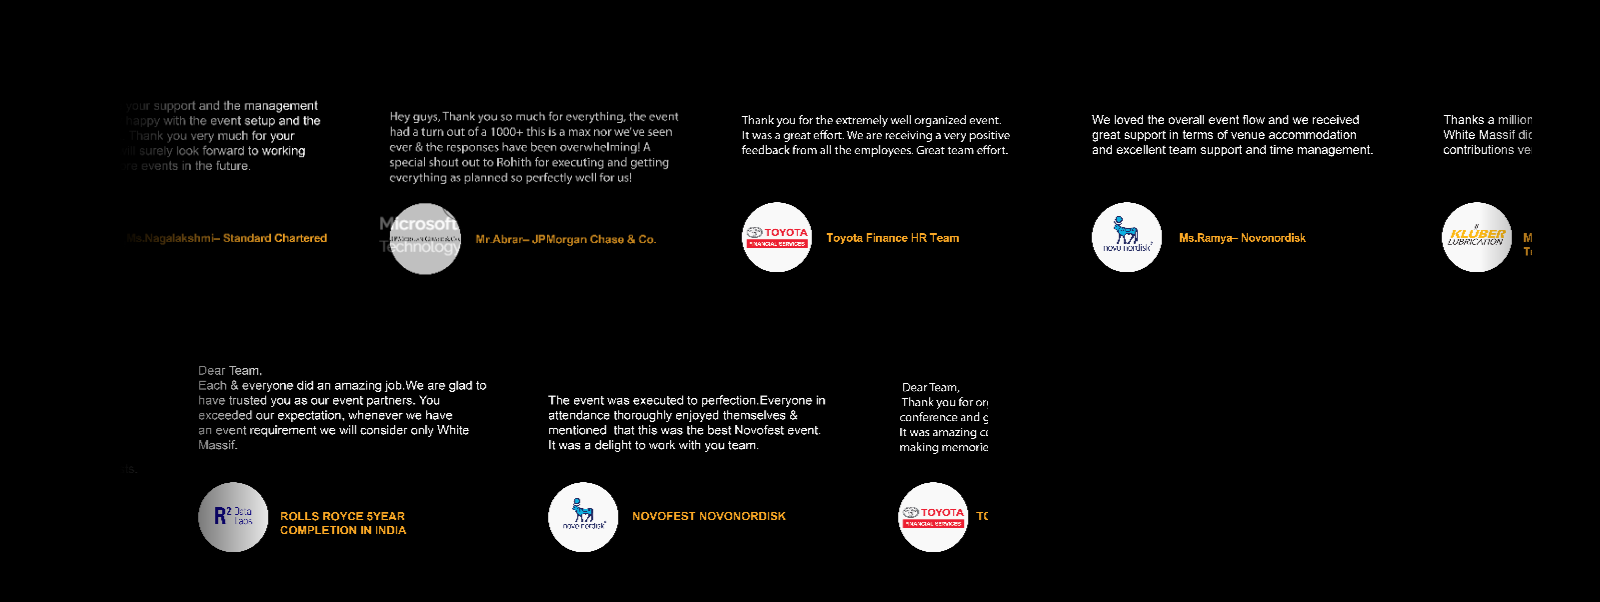 your support and the management
happy with the event setup and the
Thank you very much for your
surely look forward to working
events in the future.
Ms.Nagalakshmi– Standard Chartered
Hey guys, Thank you so much for everything, the event
had a turn out of a 1000+ this is a max nor we've seen
ever & the responses have been overwhelming! A
special shout out to Rohith for executing and getting
everything as planned so perfectly well for us!
Microsoft
Technology
JPMORGAN CHASE & CO.
Mr.Abrar– JPMorgan Chase & Co.
Thank you for the extremely well organized event.
It was a great effort. We are receiving a very positive
feedback from all the employees. Great team effort.
TOYOTA
FINANCIAL SERVICES
Toyota Finance HR Team
We loved the overall event flow and we received
great support in terms of venue accommodation
and excellent team support and time management.
novo nordisk
Ms.Ramya– Novonordisk
Thanks a million
White Massif
contributions
KLÜBER
LUBRICATION
Dear Team,
Each & everyone did an amazing job.We are glad to
have trusted you as our event partners. You
exceeded our expectation, whenever we have
an event requirement we will consider only White
Massif.
R² Data
Labs
ROLLS ROYCE 5YEAR
COMPLETION IN INDIA
The event was executed to perfection.Everyone in
attendance thoroughly enjoyed themselves &
mentioned that this was the best Novofest event.
It was a delight to work with you team.
novo nordisk
NOVOFEST NOVONORDISK
Dear Team,
Thank you for
conference and
It was amazing
making
TOYOTA
FINANCIAL SERVICES